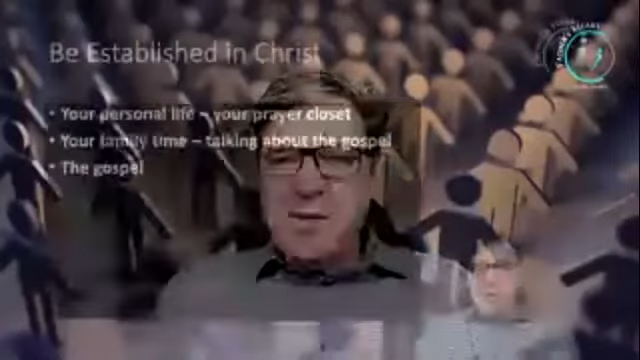 Be Established in Christ
• Your personal life – your prayer closet
• Your family time – talking about the gospel
• The gospel